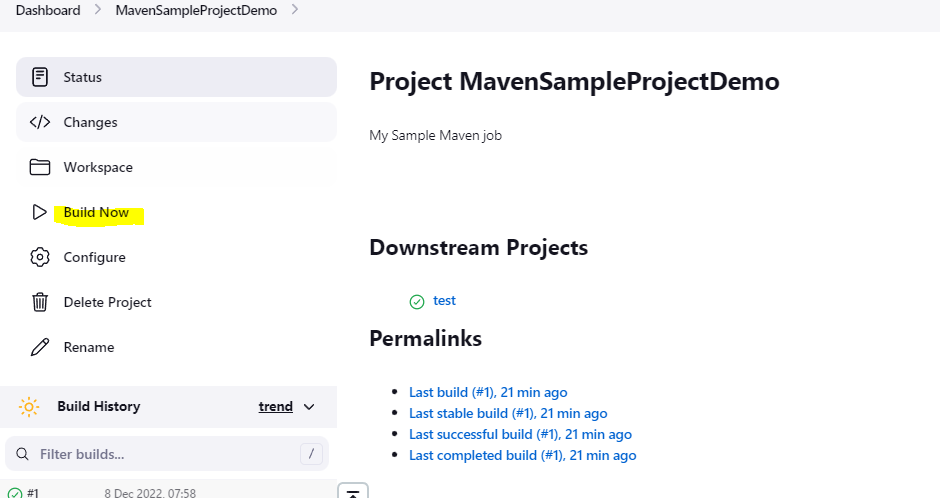 Dashboard > MavenSampleProjectDemo >
Status
Changes
Workspace
Build Now
Configure
Delete Project
Rename
Build History trend
Filter builds... /
#1 8 Dec 2022, 07:58
Project MavenSampleProjectDemo
My Sample Maven job
Downstream Projects
test
Permalinks
Last build (#1), 21 min ago
Last stable build (#1), 21 min ago
Last successful build (#1), 21 min ago
Last completed build (#1), 21 min ago